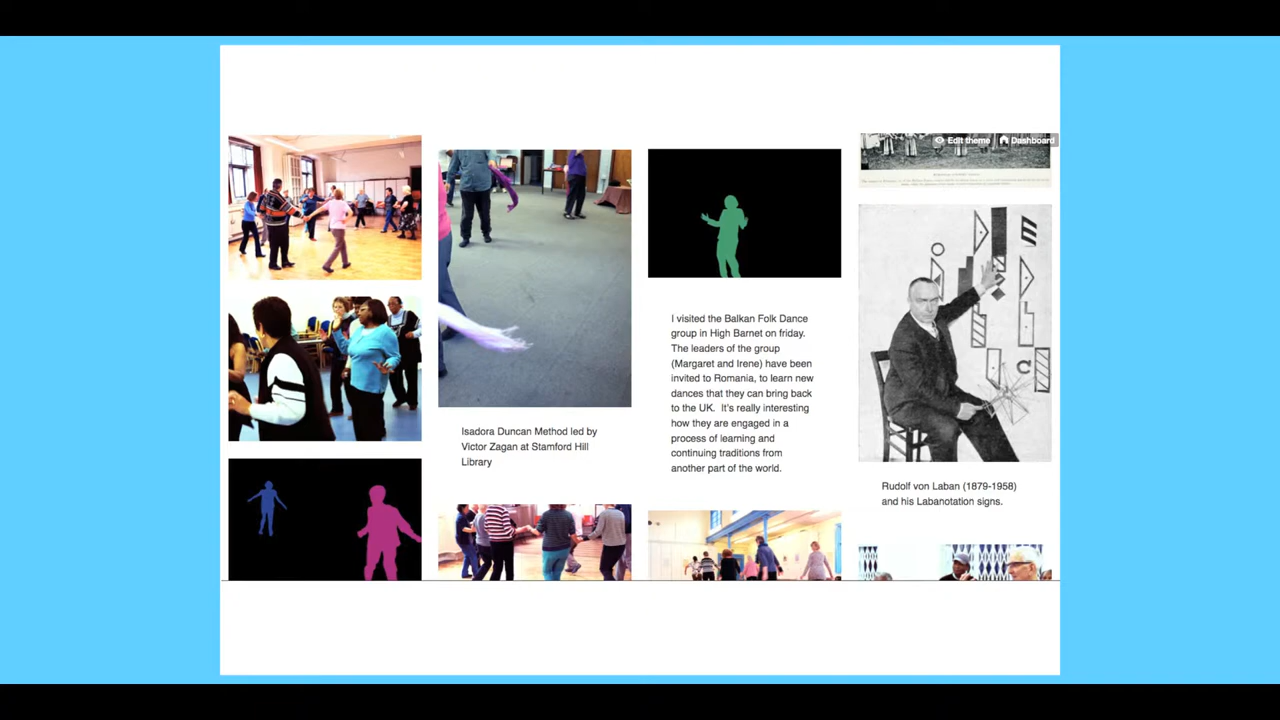 Edit theme
Dashboard
Isadora Duncan Method led by
Victor Zagan at Stamford Hill
Library
I visited the Balkan Folk Dance
group in High Barnet on friday.
The leaders of the group
(Margaret and Irene) have been
invited to Romania, to learn new
dances that they can bring back
to the UK.  It's really interesting
how they are engaged in a
process of learning and
continuing traditions from
another part of the world.
Rudolf von Laban (1879-1958)
and his Labanotation signs.